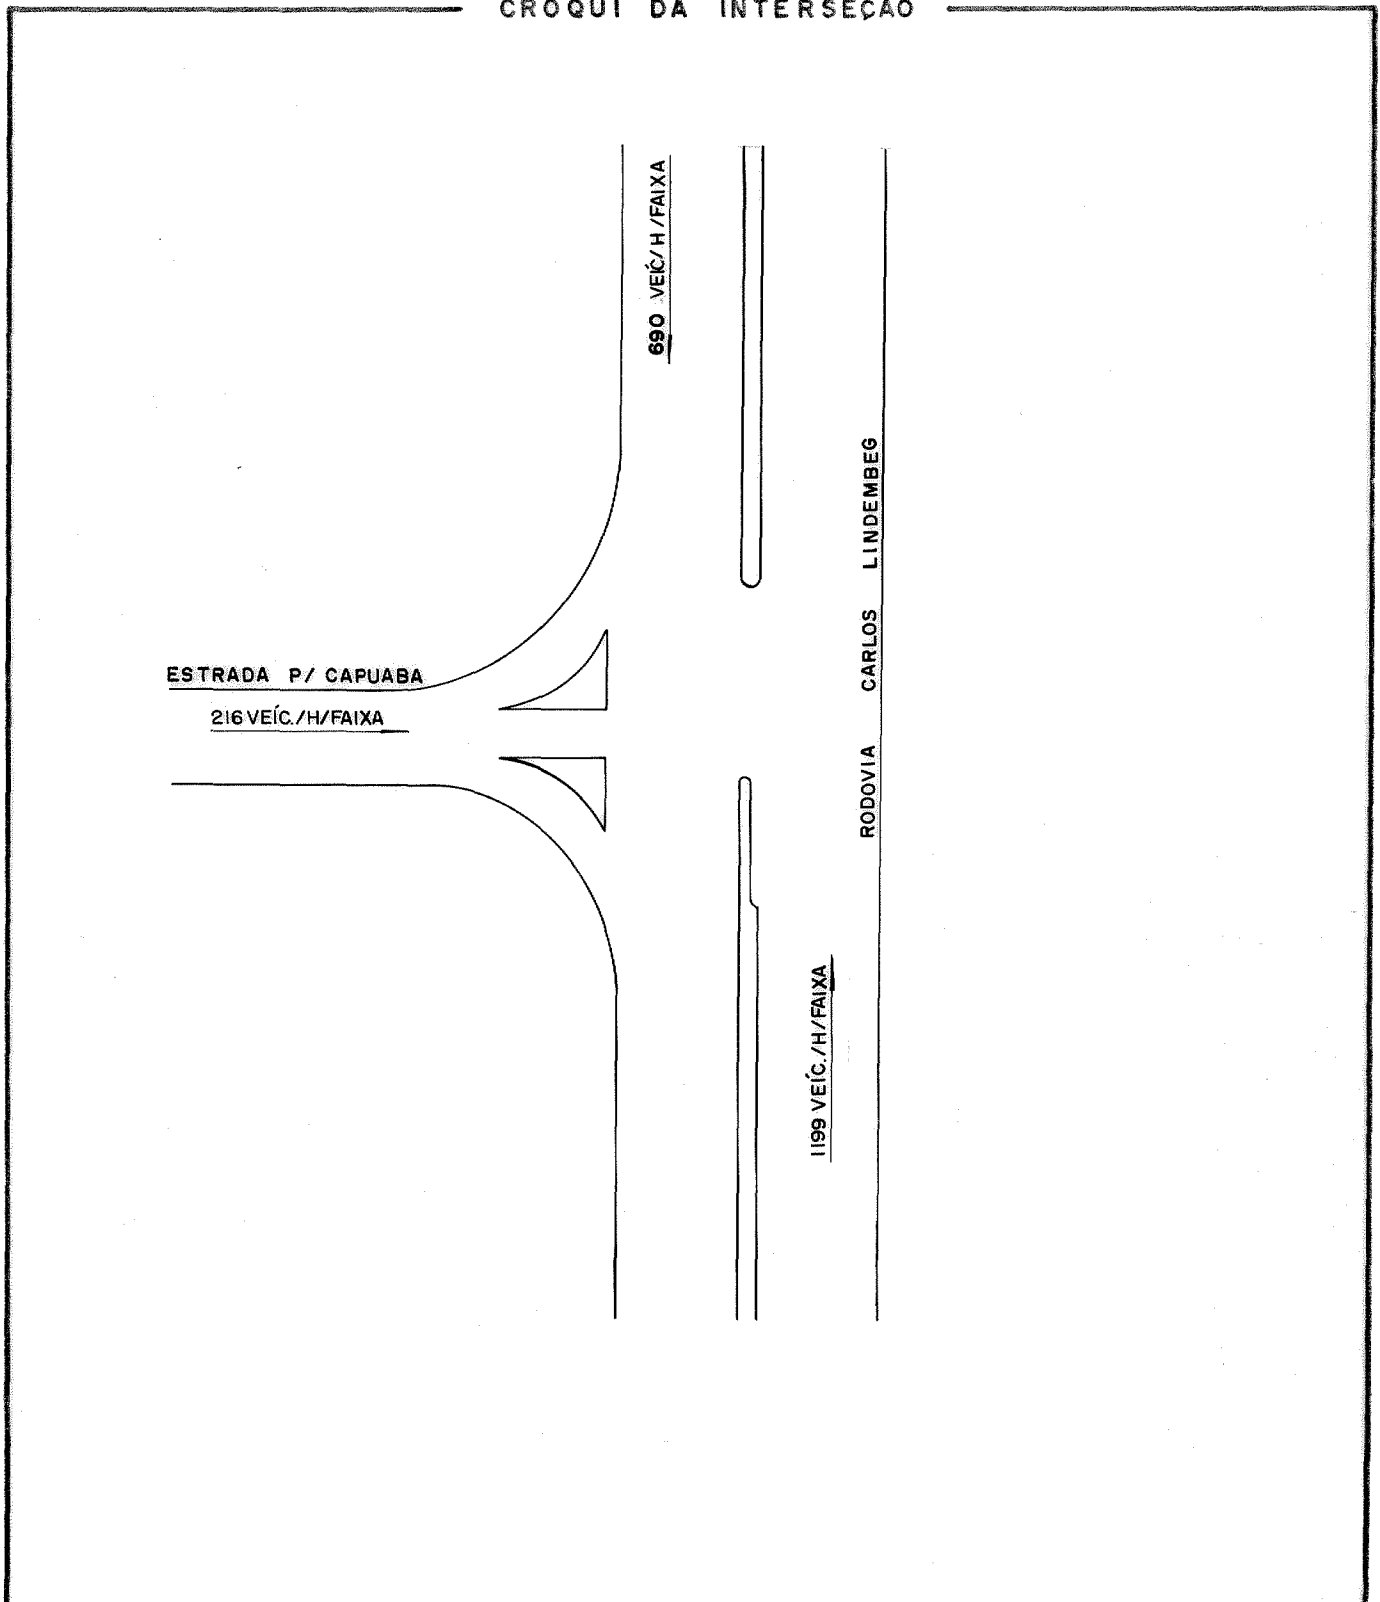 CROQUI DA INTERSEÇÃO
690 VEÍC/H/FAIXA
RODOVIA CARLOS LINDEMBEG
ESTRADA P/ CAPUABA
216 VEÍC./H/FAIXA
1199 VEÍC./H/FAIXA